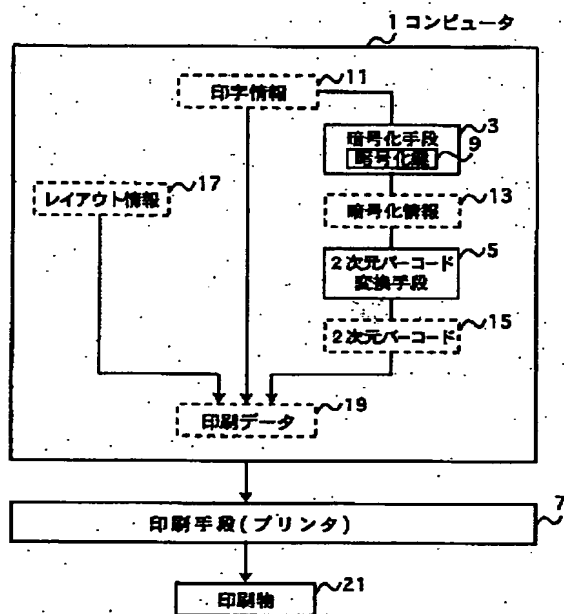 1 コンピュータ
印字情報
11
暗号化手段
3
暗号化鍵
9
レイアウト情報
17
暗号化情報
13
2次元バーコード
変換手段
5
2次元バーコード
15
印刷データ
19
印刷手段(プリンタ)
7
印刷物
21